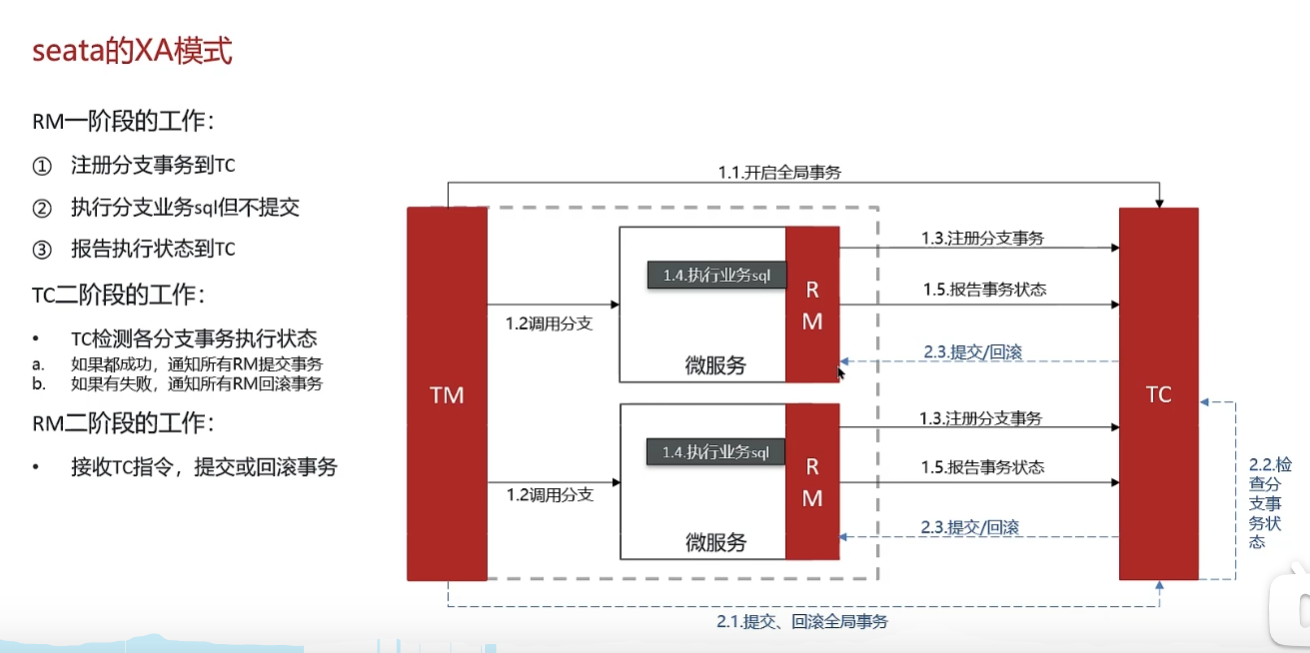 seata的XA模式
RM一阶段的工作：
① 注册分支事务到TC
② 执行分支业务sql但不提交
③ 报告执行状态到TC
TC二阶段的工作：
• TC检测各分支事务执行状态
a. 如果都成功，通知所有RM提交事务
b. 如果有失败，通知所有RM回滚事务
RM二阶段的工作：
• 接收TC指令，提交或回滚事务
1.1.开启全局事务
TM
1.2调用分支
1.4.执行业务sql
微服务
R
M
1.3.注册分支事务
1.5.报告事务状态
2.3.提交/回滚
1.2调用分支
1.4.执行业务sql
微服务
R
M
1.3.注册分支事务
1.5.报告事务状态
2.3.提交/回滚
TC
2.2.检
查分
支事
务状
态
2.1.提交、回滚全局事务